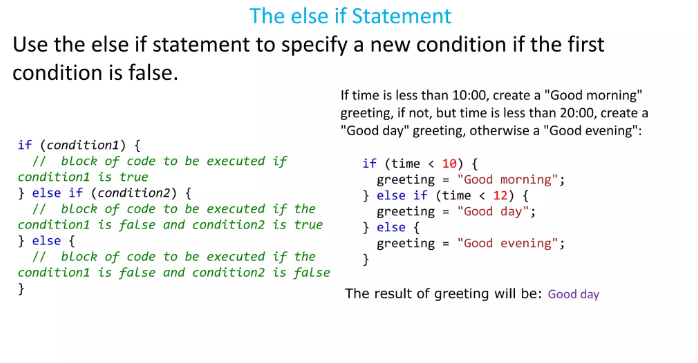 The else if Statement
Use the else if statement to specify a new condition if the first
condition is false.
if (condition1) {
  //  block of code to be executed if
condition1 is true
} else if (condition2) {
  //  block of code to be executed if the
condition1 is false and condition2 is true
} else {
  //  block of code to be executed if the
condition1 is false and condition2 is false
}
If time is less than 10:00, create a "Good morning"
greeting, if not, but time is less than 20:00, create a
"Good day" greeting, otherwise a "Good evening":
if (time < 10) {
  greeting = "Good morning";
} else if (time < 12) {
  greeting = "Good day";
} else {
  greeting = "Good evening";
}
The result of greeting will be: Good day